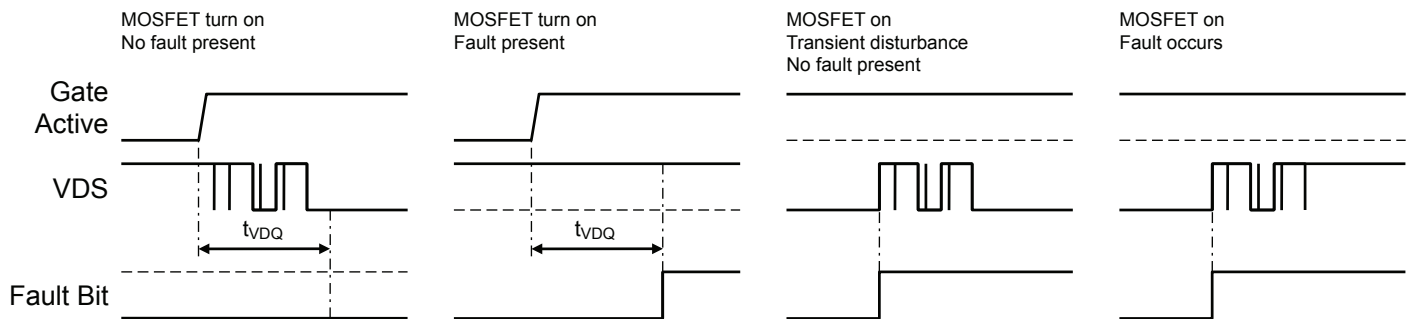 MOSFET turn on
No fault present
MOSFET turn on
Fault present
MOSFET on
Transient disturbance
No fault present
MOSFET on
Fault occurs
Gate
Active
VDS
tVDQ
tVDQ
Fault Bit